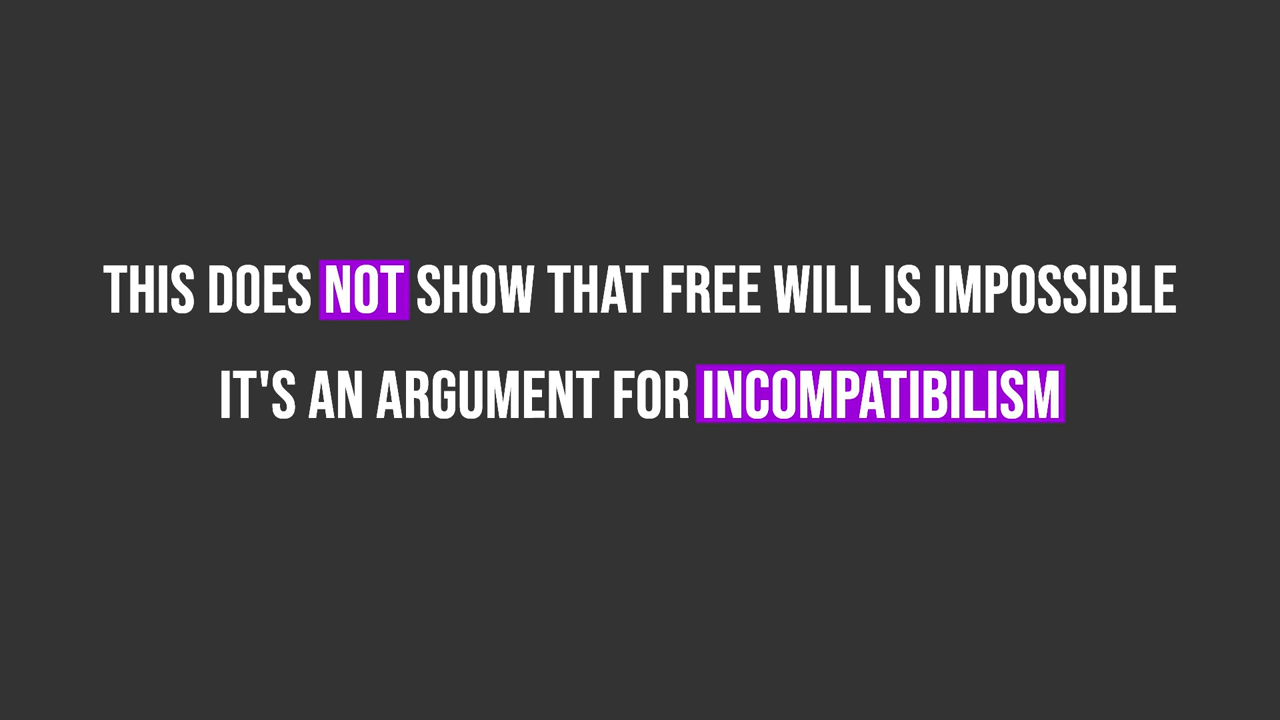 THIS DOES NOT SHOW THAT FREE WILL IS IMPOSSIBLE
IT'S AN ARGUMENT FOR INCOMPATIBILISM